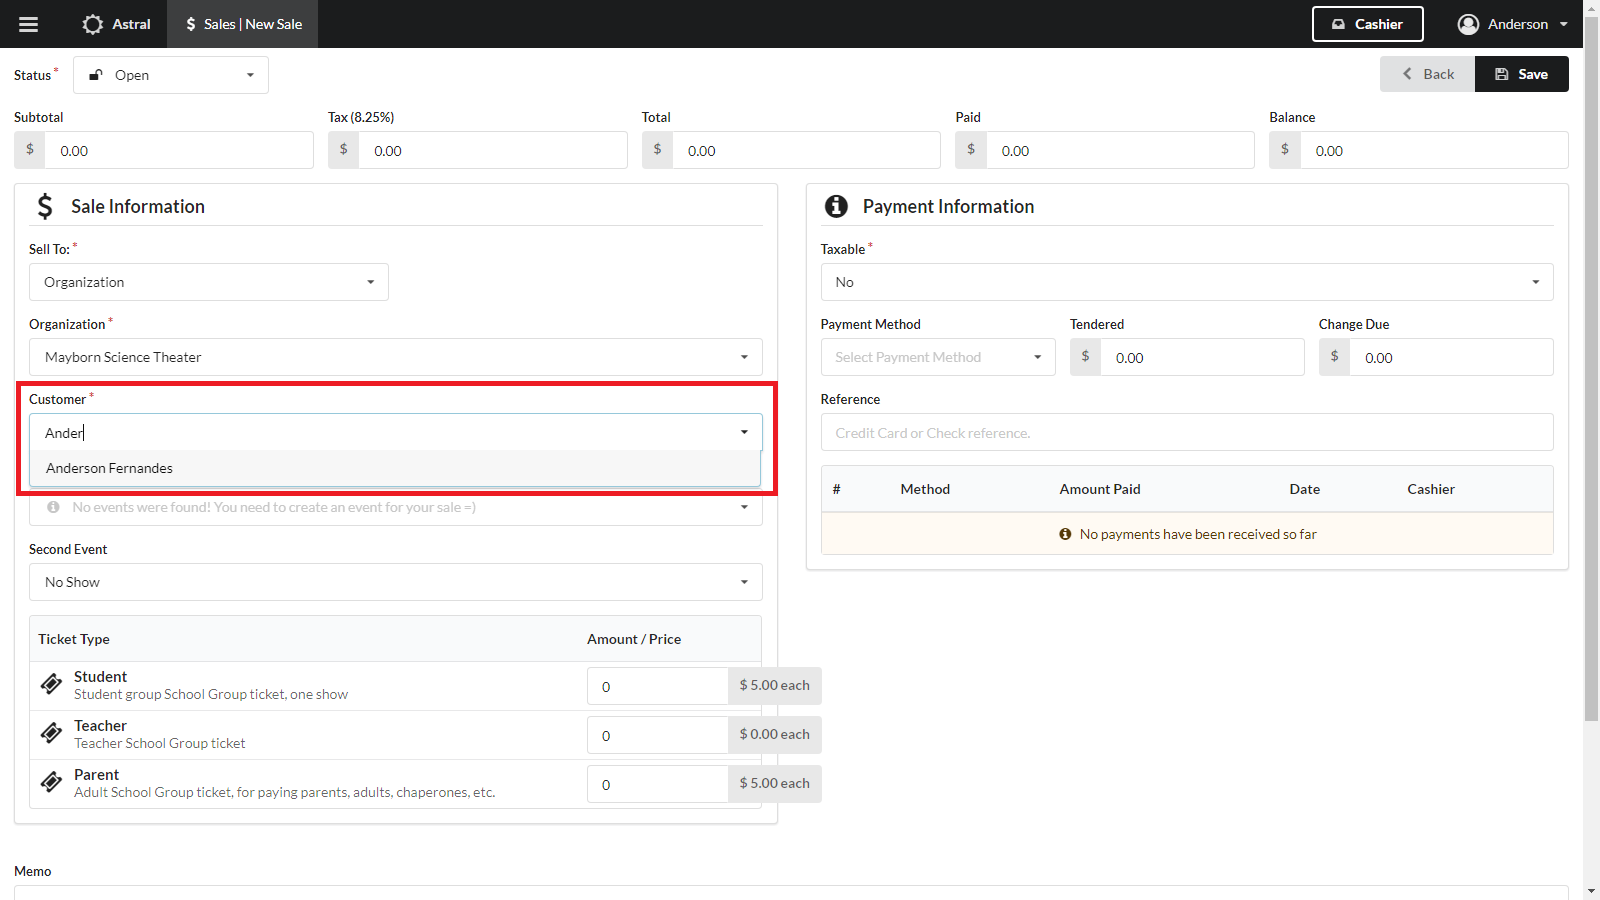 Astral
$ Sales | New Sale
Cashier
Anderson
Status *
Open
Back
Save
Subtotal
Tax (8.25%)
Total
Paid
Balance
$ 0.00
$ 0.00
$ 0.00
$ 0.00
$ 0.00
$ Sale Information
Sell To: *
Organization
Organization *
Mayborn Science Theater
Customer *
Ander
Anderson Fernandes
No events were found! You need to create an event for your sale =)
Second Event
No Show
Ticket Type Amount / Price
Student
Student group School Group ticket, one show
0 $ 5.00 each
Teacher
Teacher School Group ticket
0 $ 0.00 each
Parent
Adult School Group ticket, for paying parents, adults, chaperones, etc.
0 $ 5.00 each
Payment Information
Taxable *
No
Payment Method
Select Payment Method
Tendered
$ 0.00
Change Due
$ 0.00
Reference
Credit Card or Check reference.
# Method Amount Paid Date Cashier
No payments have been received so far
Memo